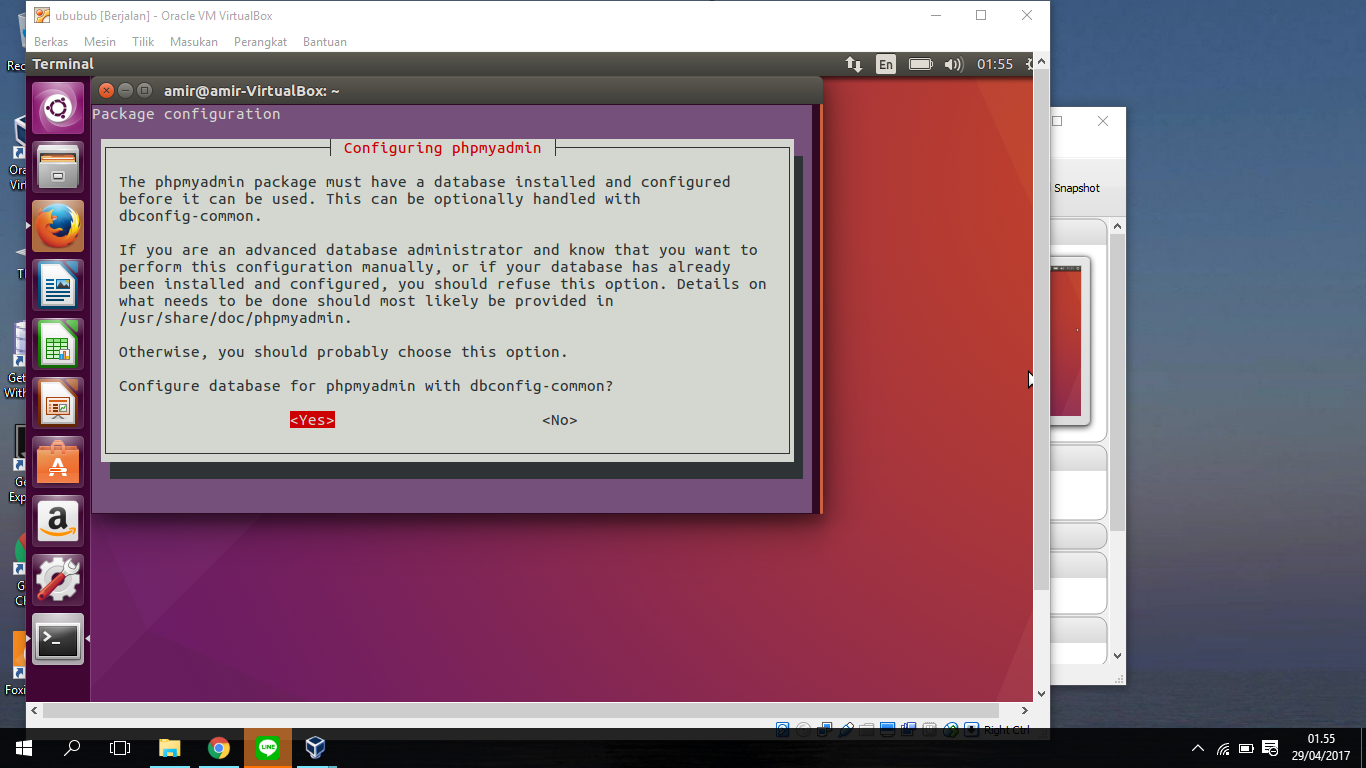 ububub [Berjalan] - Oracle VM VirtualBox
Berkas Mesin Tilik Masukan Perangkat Bantuan
Terminal En 01:55
amir@amir-VirtualBox: ~
Package configuration
Configuring phpmyadmin
The phpmyadmin package must have a database installed and configured
before it can be used. This can be optionally handled with
dbconfig-common.
If you are an advanced database administrator and know that you want to
perform this configuration manually, or if your database has already
been installed and configured, you should refuse this option. Details on
what needs to be done should most likely be provided in
/usr/share/doc/phpmyadmin.
Otherwise, you should probably choose this option.
Configure database for phpmyadmin with dbconfig-common?
<Yes> <No>
Snapshot
Right Ctrl
LINE
01.55
29/04/2017